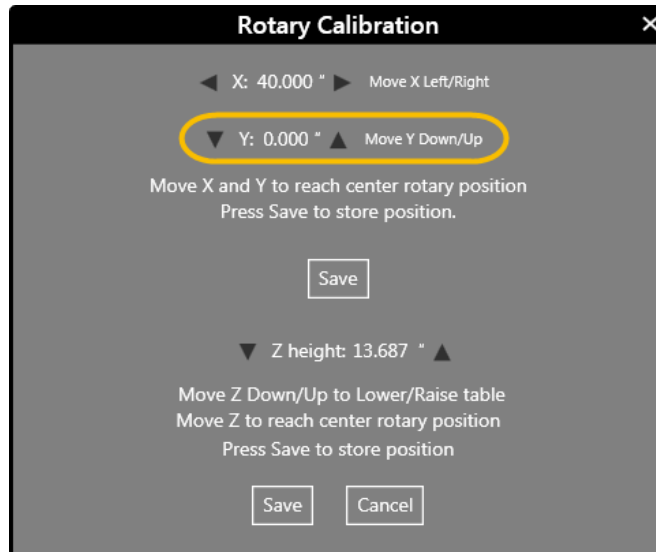 Rotary Calibration ×
◀ X: 40.000 " ▶ Move X Left/Right
▼ Y: 0.000 " ▲ Move Y Down/Up
Move X and Y to reach center rotary position
Press Save to store position.
Save
▼ Z height: 13.687 " ▲
Move Z Down/Up to Lower/Raise table
Move Z to reach center rotary position
Press Save to store position
Save Cancel